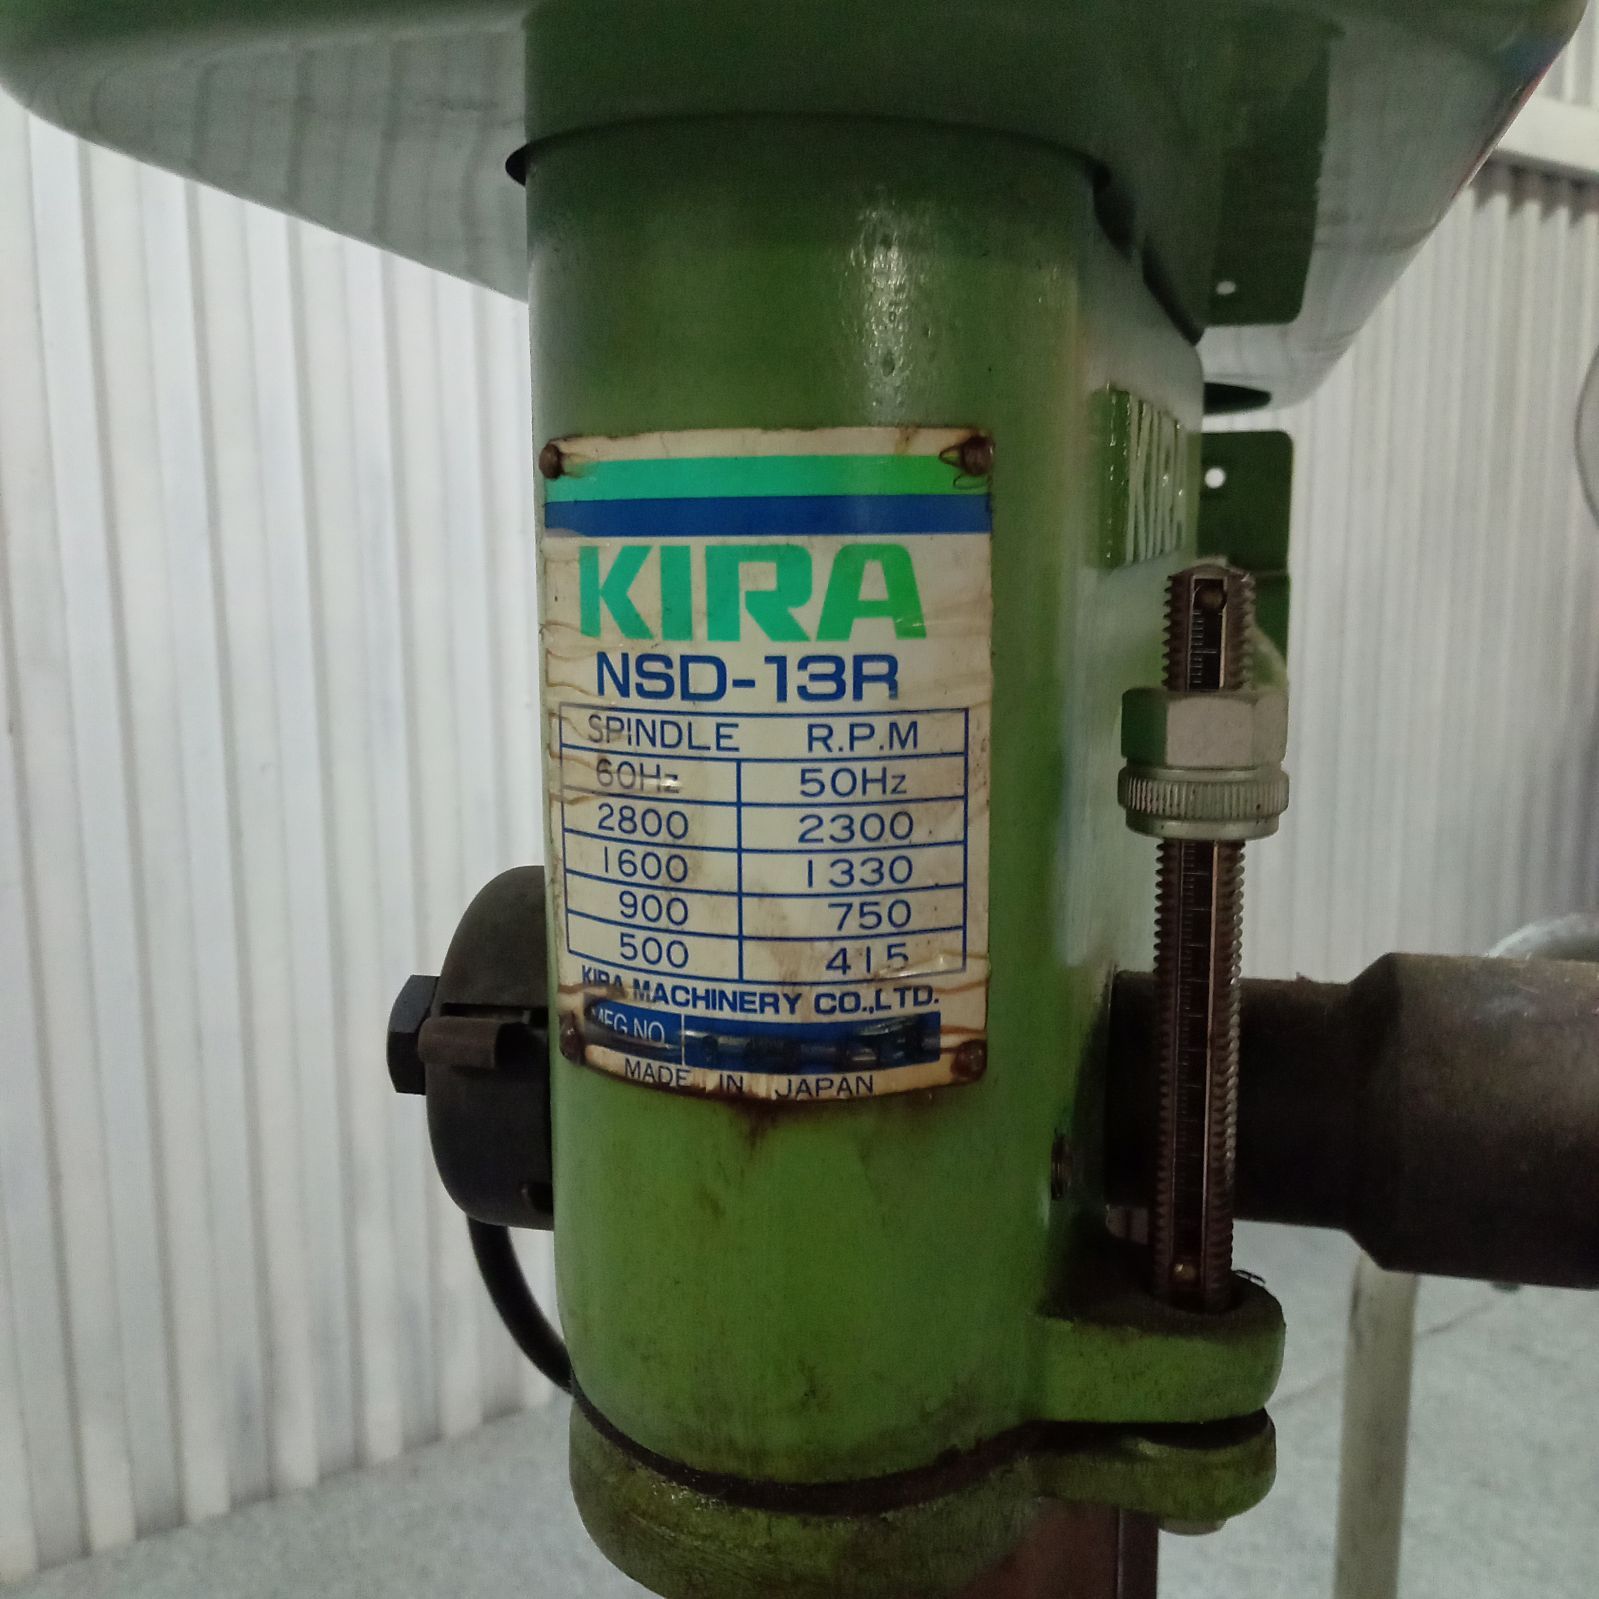 KIRA
NSD-13R
SPINDLE R.P.M
60Hz 50Hz
2800 2300
1600 1330
900 750
500 415
KIRA MACHINERY CO.,LTD.
MFG NO.
MADE IN JAPAN
KIRA